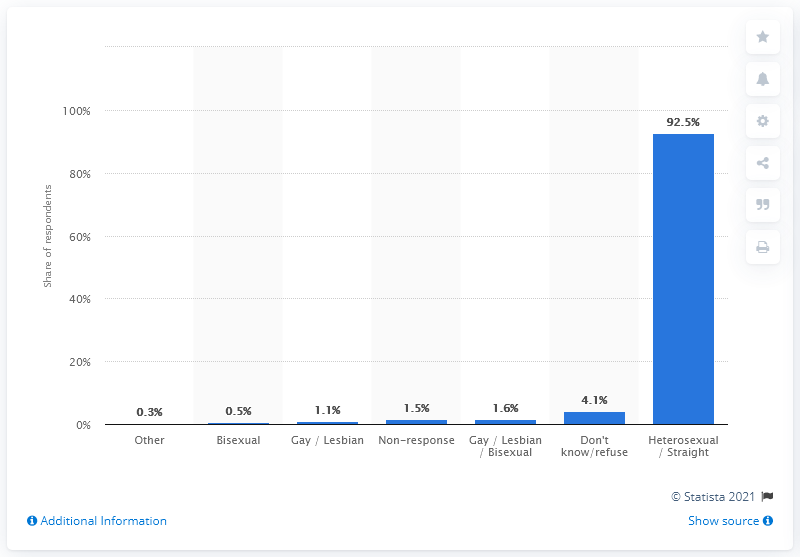 Share of respondents
100%
80%
60%
40%
20%
0%
0.3%
0.5%
1.1%
1.5%
1.6%
4.1%
92.5%
Other
Bisexual
Gay / Lesbian
Non-response
Gay / Lesbian
/ Bisexual
Don't
know/refuse
Heterosexual
/ Straight
© Statista 2021
Additional Information
Show source